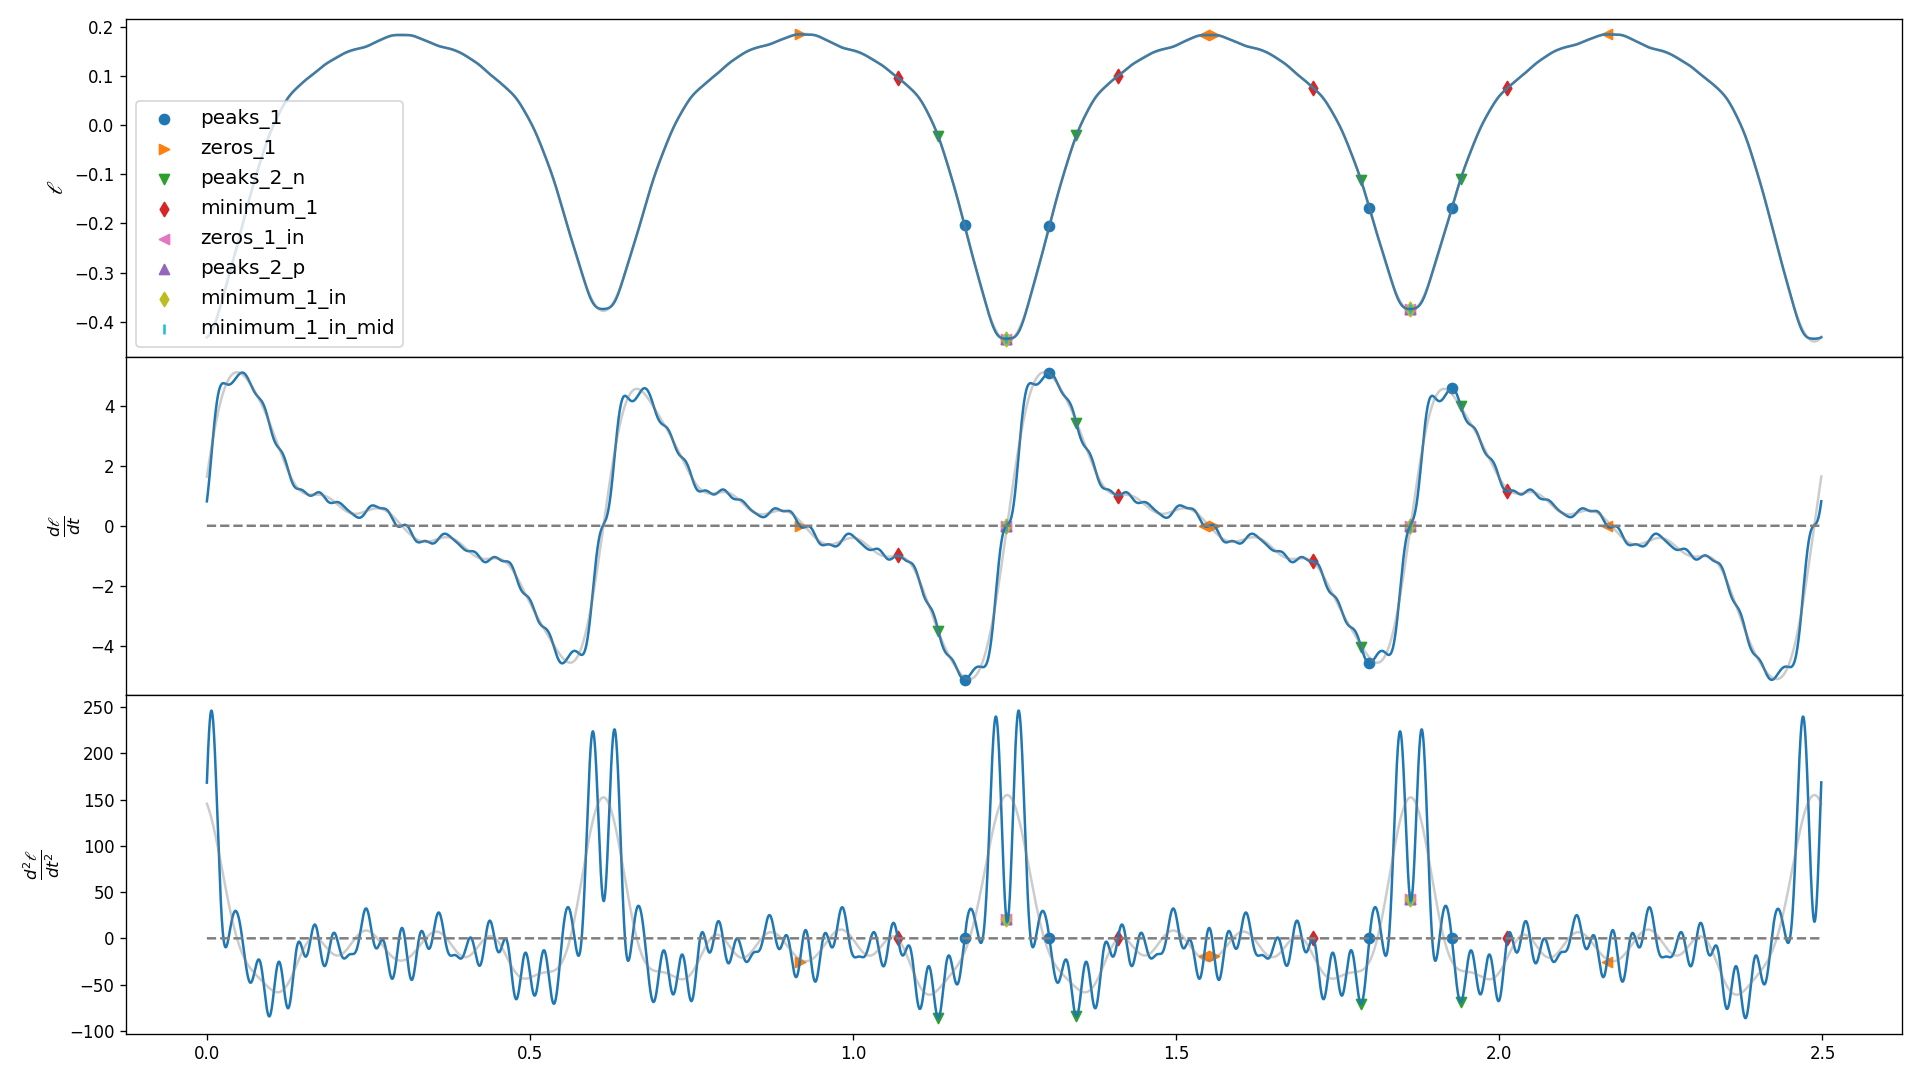 0.2
0.1
0.0
−0.1
−0.2
−0.3
−0.4
ℓ
peaks_1
zeros_1
peaks_2_n
minimum_1
zeros_1_in
peaks_2_p
minimum_1_in
minimum_1_in_mid
4
2
0
−2
−4
dℓ
dt
250
200
150
100
50
0
−50
−100
d²ℓ
dt²
0.0 0.5 1.0 1.5 2.0 2.5